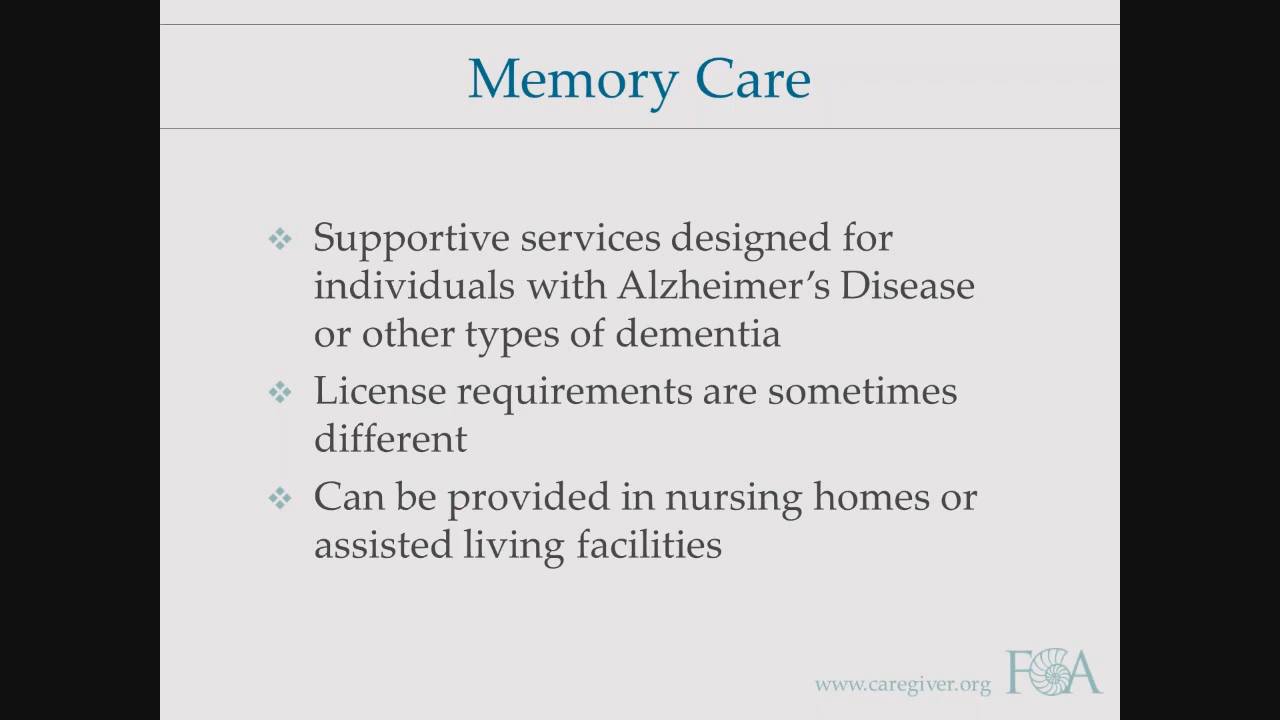 Memory Care
Supportive services designed for
individuals with Alzheimer’s Disease
or other types of dementia
License requirements are sometimes
different
Can be provided in nursing homes or
assisted living facilities
www.caregiver.org FCA